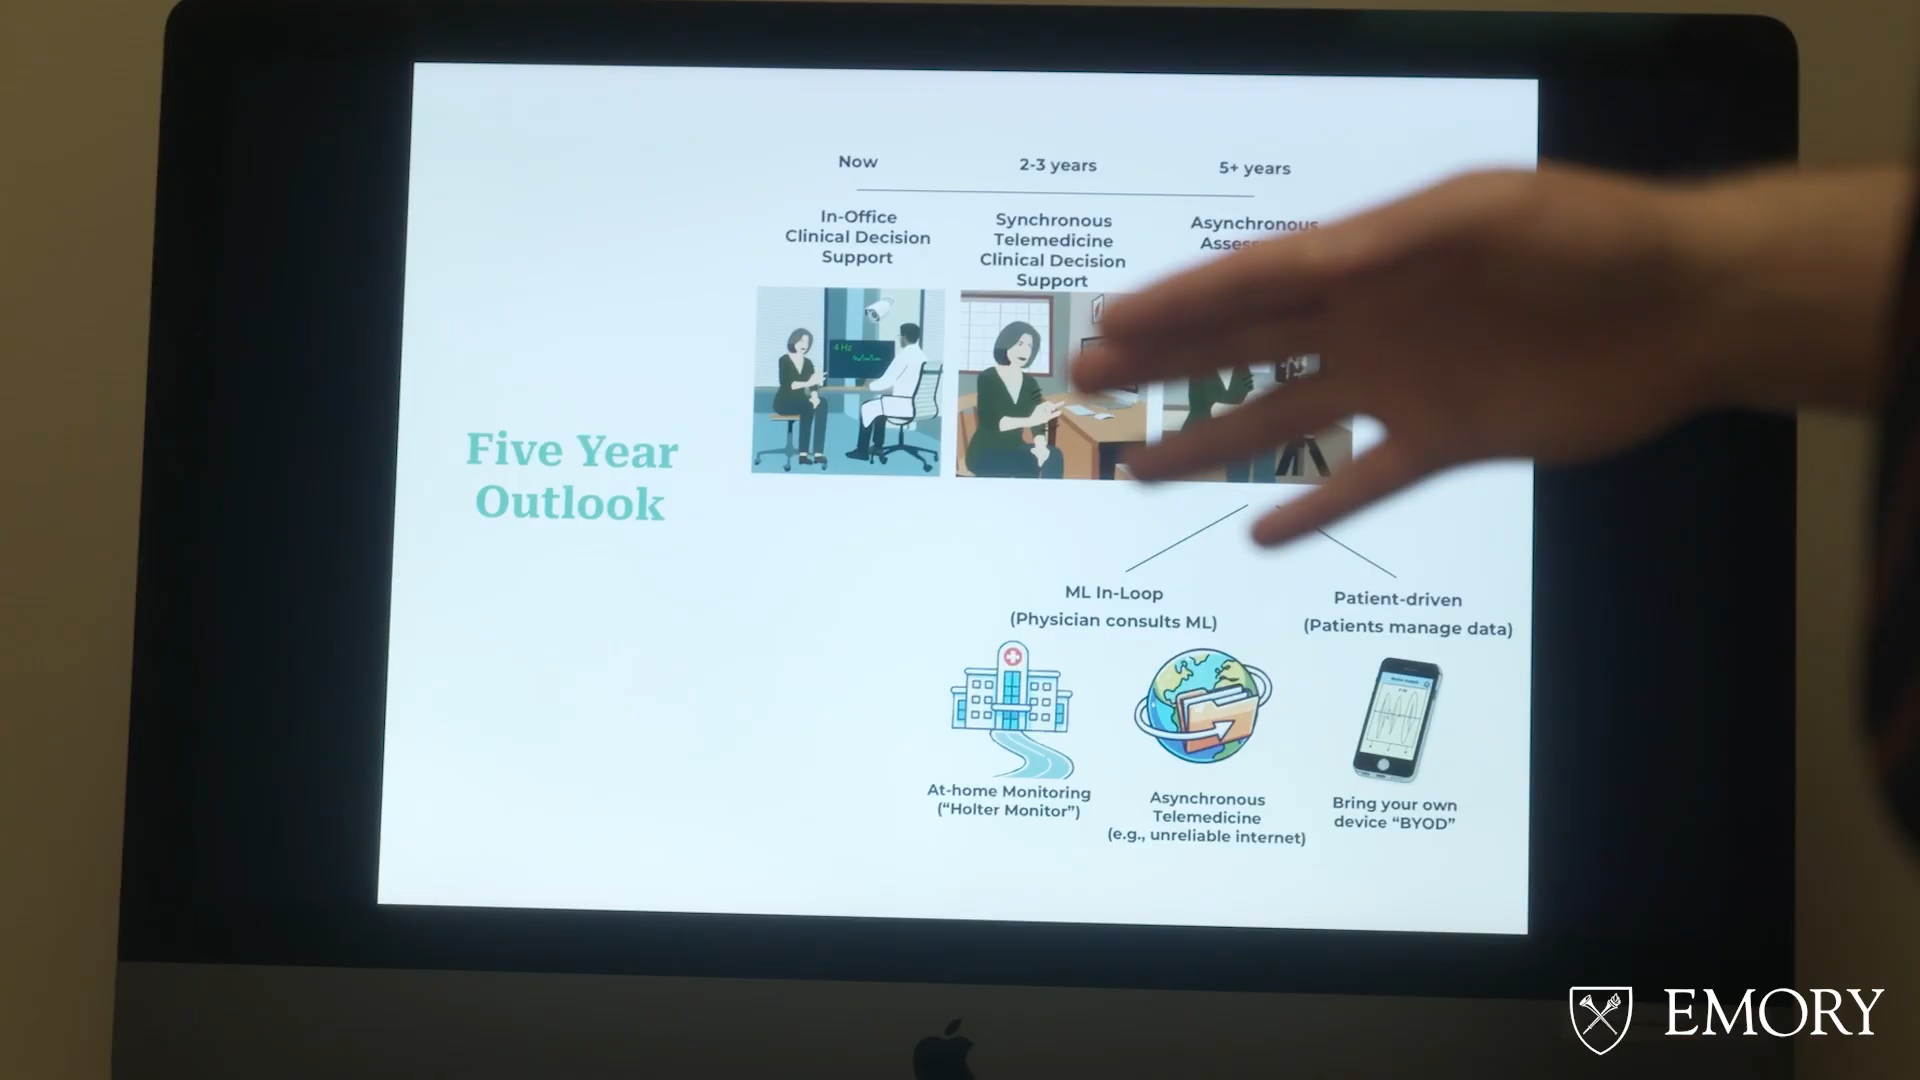 Now
2-3 years
5+ years
In-Office
Clinical Decision
Support
Synchronous
Telemedicine
Clinical Decision
Support
Asynchronous
4 Hz
Five Year
Outlook
ML In-Loop
(Physician consults ML)
Patient-driven
(Patients manage data)
At-home Monitoring
(“Holter Monitor”)
Asynchronous
Telemedicine
(e.g., unreliable internet)
Bring your own
device “BYOD”
EMORY